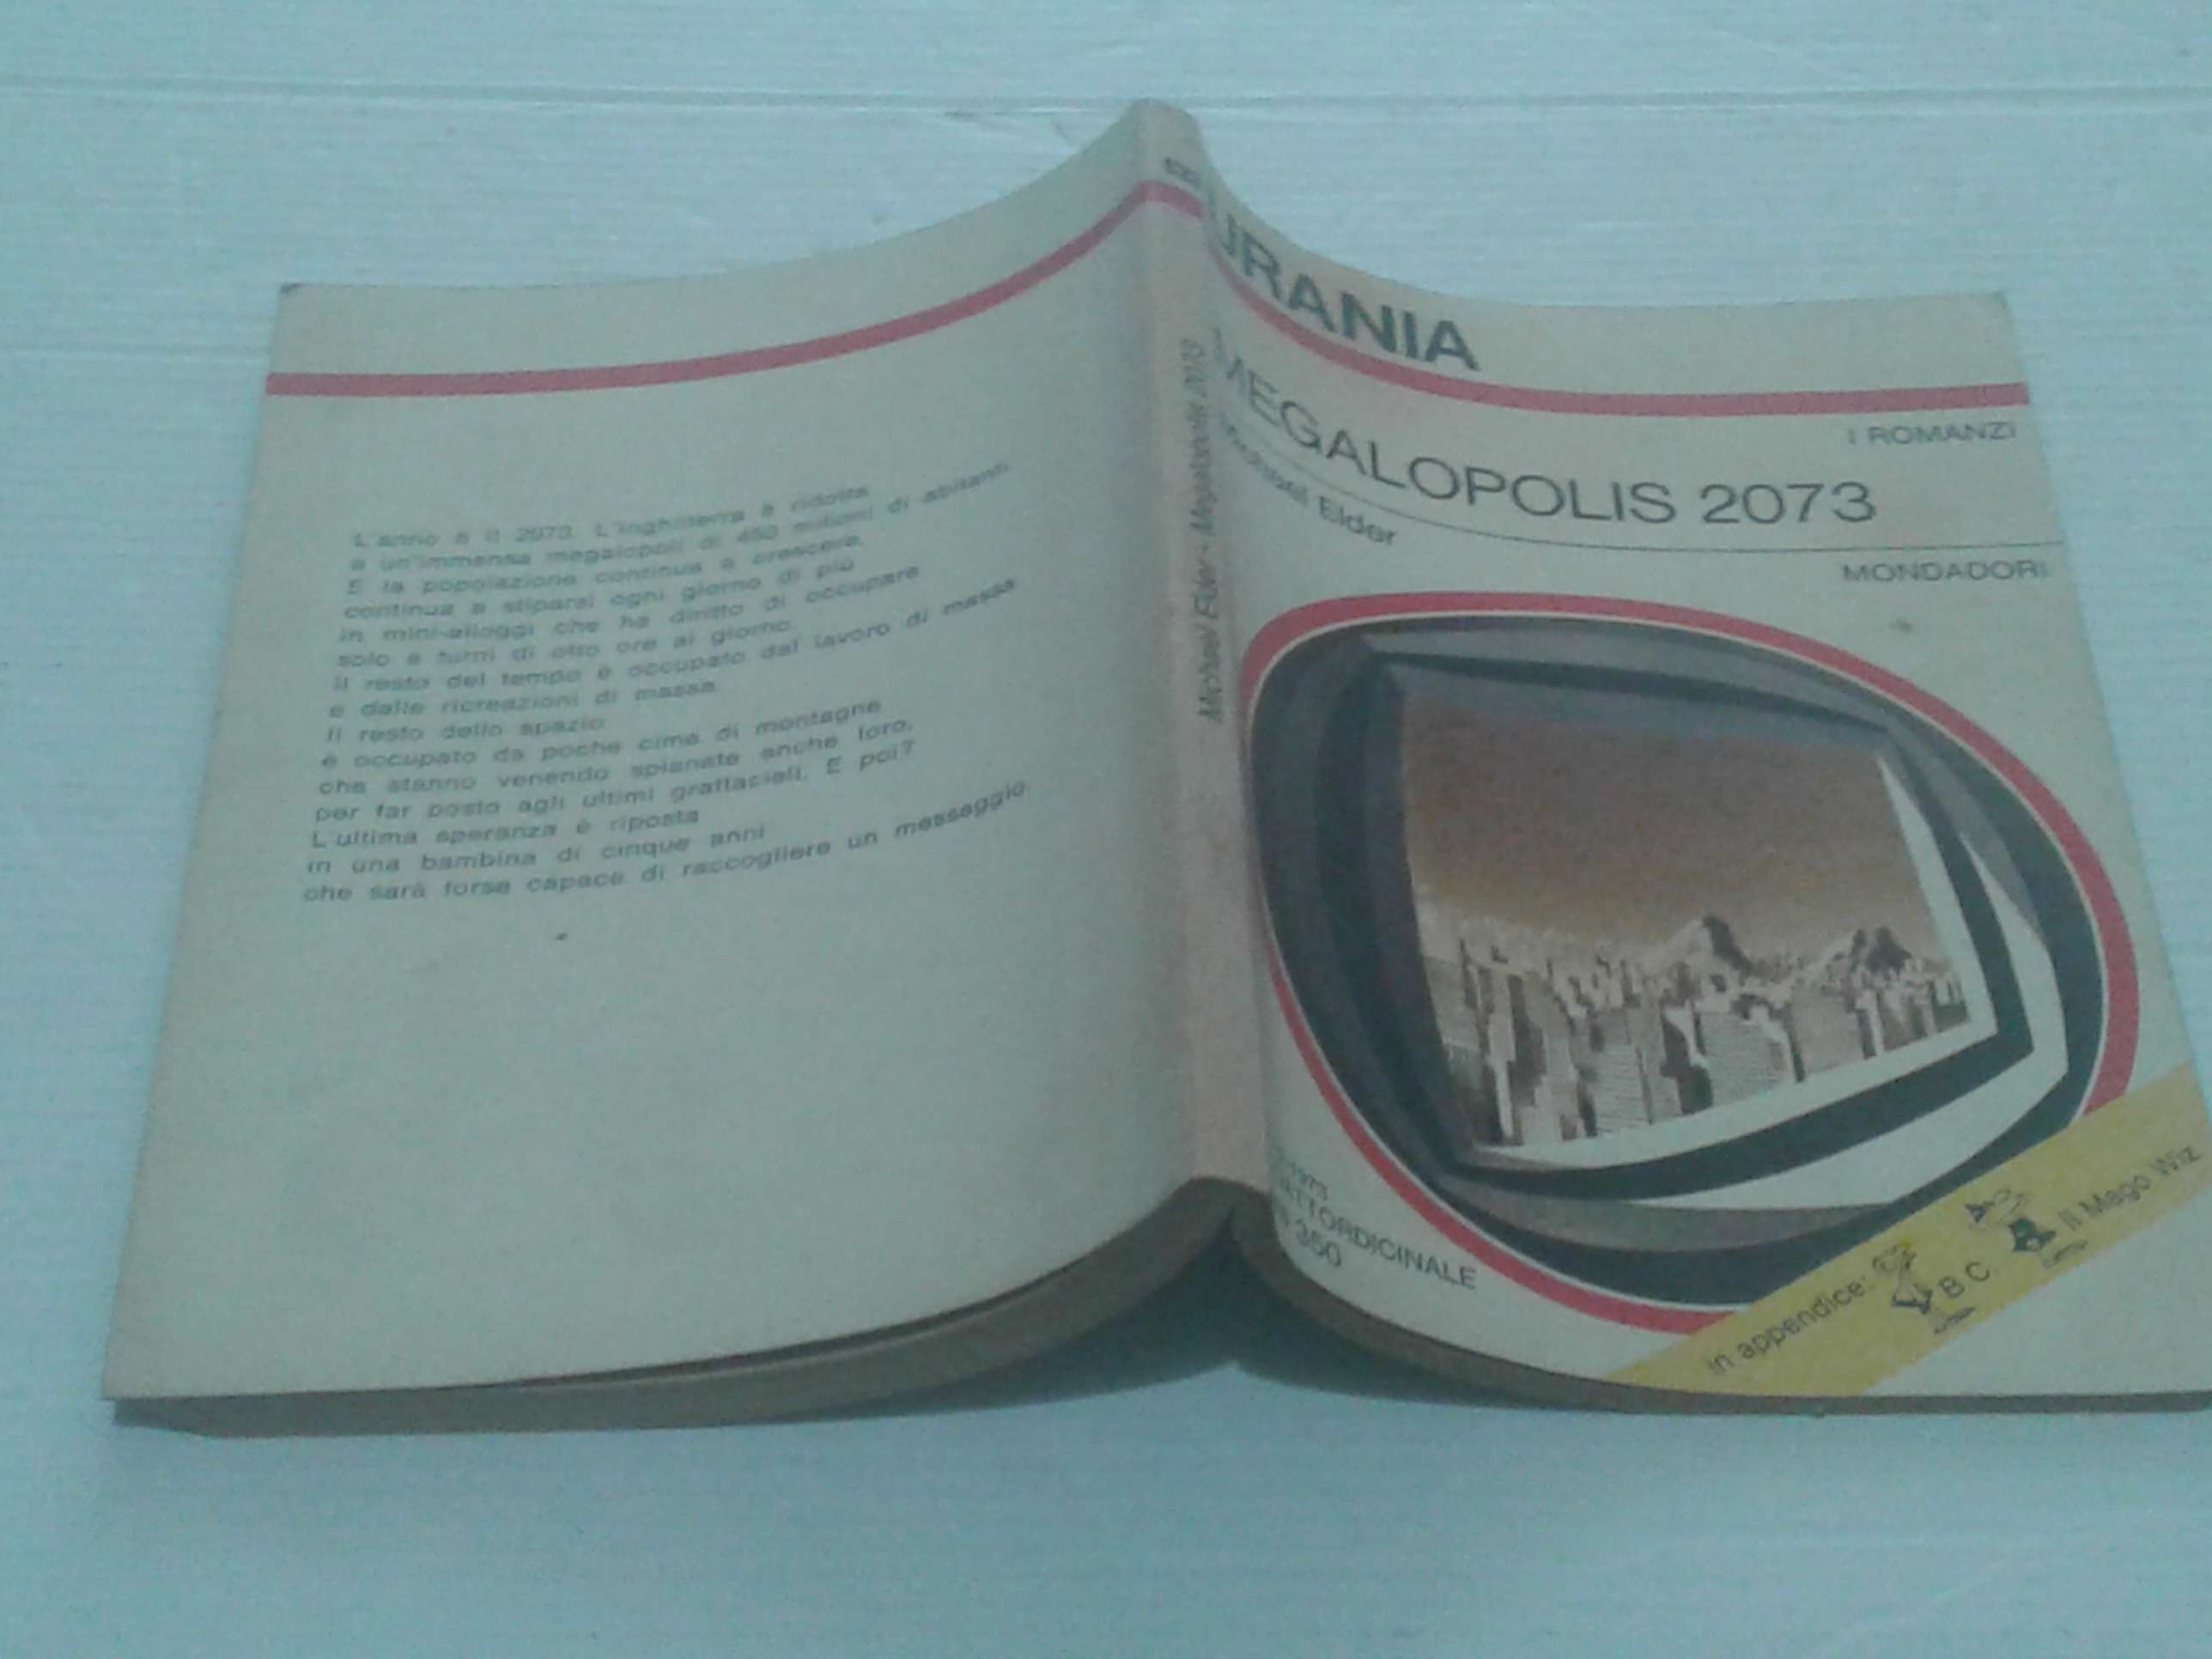 L'anno è il 2073. L'Inghilterra è ridotta
a un'immensa megalopoli di 450 milioni di abitanti.
E la popolazione continua a crescere,
continua a stiparsi ogni giorno di più
in mini-alloggi che ha diritto di occupare
solo a turni di otto ore al giorno.
Il resto del tempo è occupato dal lavoro di massa
e dalle ricreazioni di massa.
Il resto dello spazio
è occupato da poche cime di montagne
che stanno venendo spianate anche loro,
per far posto agli ultimi grattacieli. E poi?
L'ultima speranza è riposta
in una bambina di cinque anni
che sarà forse capace di raccogliere un messaggio.
Michael Elder - Megalopolis 2073
URANIA
I ROMANZI
MEGALOPOLIS 2073
Michael Elder
MONDADORI
1973
QUATTORDICINALE
350
in appendice: B.C. Il Mago Wiz